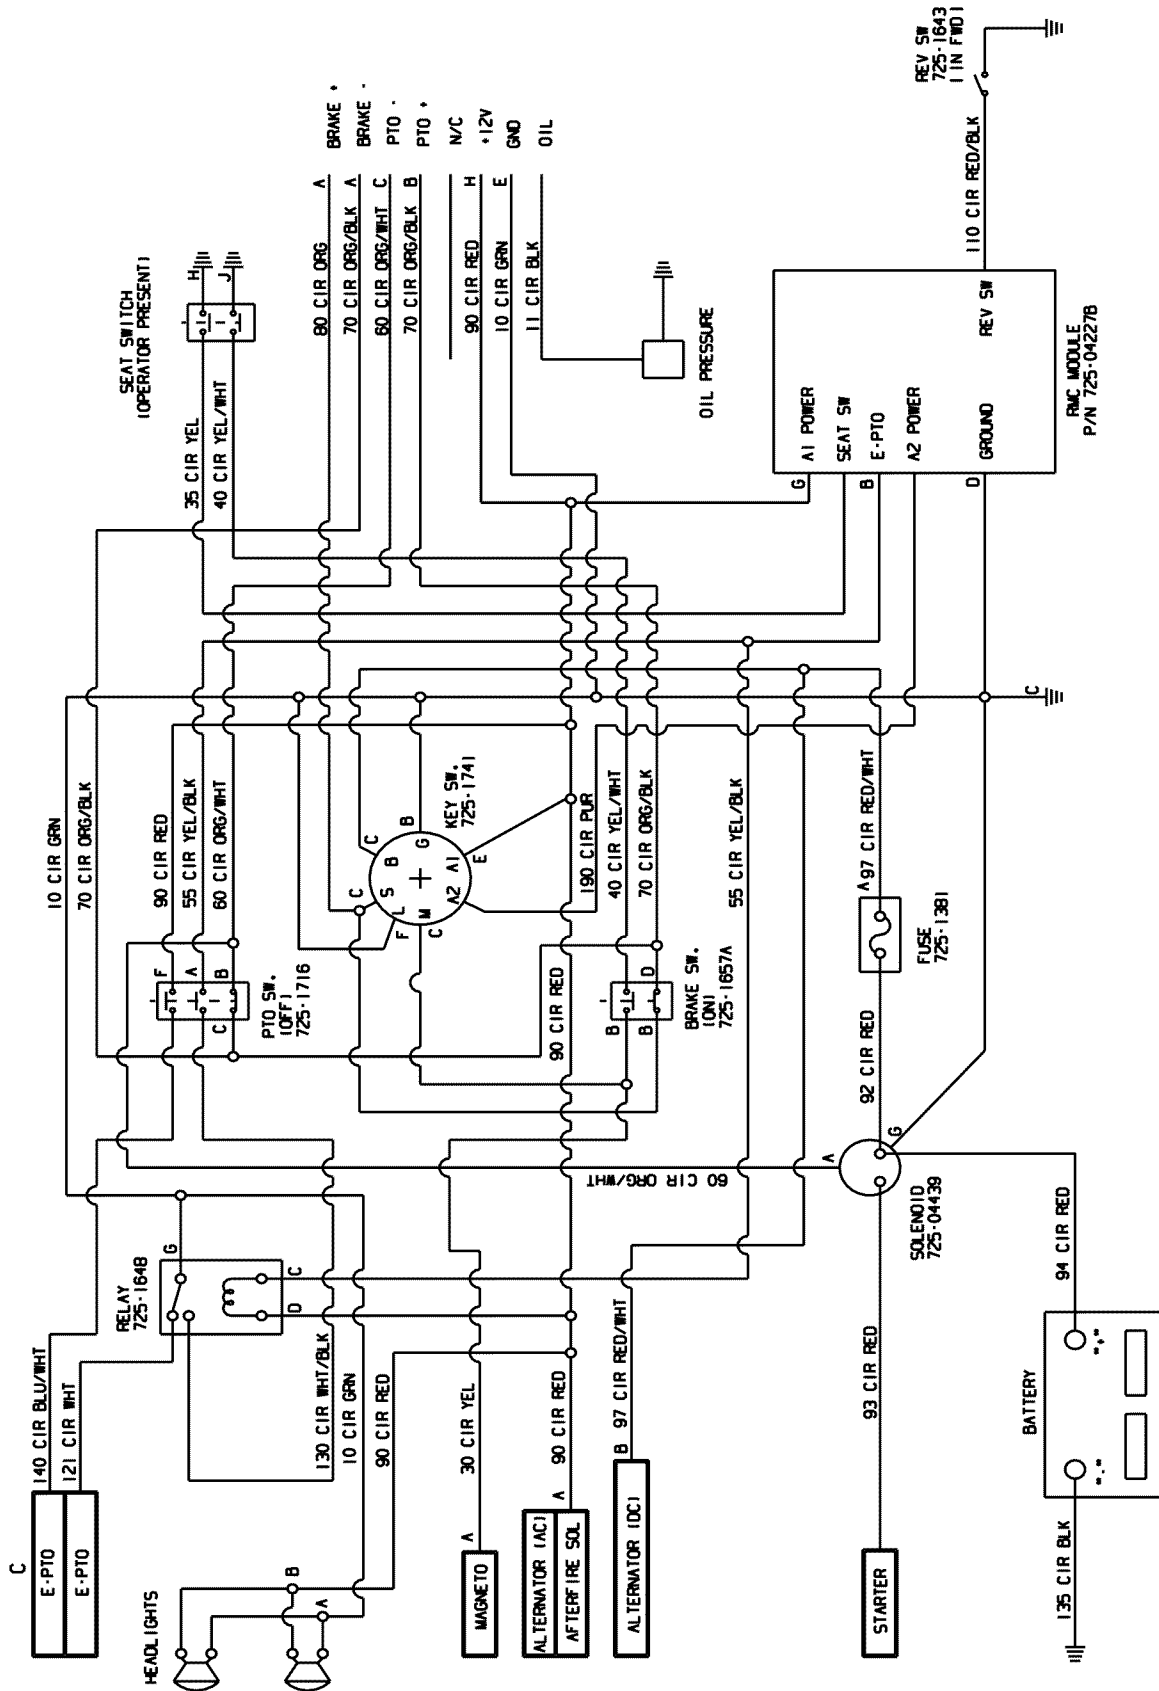 C
E-PTO
E-PTO
140 CIR BLU/WHT
121 CIR WHT
HEADLIGHTS
B
A
RELAY
725-1648
G
C
D
130 CIR WHT/BLK
10 CIR GRN
90 CIR RED
MAGNETO
A
30 CIR YEL
ALTERNATOR (AC)
AFTERFIRE SOL
A
90 CIR RED
ALTERNATOR (DC)
B
97 CIR RED/WHT
STARTER
93 CIR RED
BATTERY
"-"
"+"
135 CIR BLK
94 CIR RED
SOLENOID
725-04439
A
G
60 CIR ORG/WHT
92 CIR RED
FUSE
725-1381
A
97 CIR RED/WHT
10 CIR GRN
70 CIR ORG/BLK
90 CIR RED
55 CIR YEL/BLK
60 CIR ORG/WHT
F
A
B
C
PTO SW.
(OFF)
725-1716
KEY SW.
725-1741
C
C
B
B
G
S
L
M
A2
A1
F
C
E
190 CIR PUR
90 CIR RED
40 CIR YEL/WHT
70 CIR ORG/BLK
B
B
D
BRAKE SW.
(ON)
725-1657A
55 CIR YEL/BLK
C
SEAT SWITCH
(OPERATOR PRESENT)
35 CIR YEL
40 CIR YEL/WHT
H
J
80 CIR ORG
A
BRAKE +
70 CIR ORG/BLK
A
BRAKE -
60 CIR ORG/WHT
C
PTO -
70 CIR ORG/BLK
B
PTO +
N/C
90 CIR RED
H
+12V
10 CIR GRN
E
GND
11 CIR BLK
OIL
OIL PRESSURE
G
B
D
A1 POWER
SEAT SW
E-PTO
A2 POWER
GROUND
REV SW
RMC MODULE
P/N 725-04227B
110 CIR RED/BLK
REV SW
725-1643
(IN FWD)